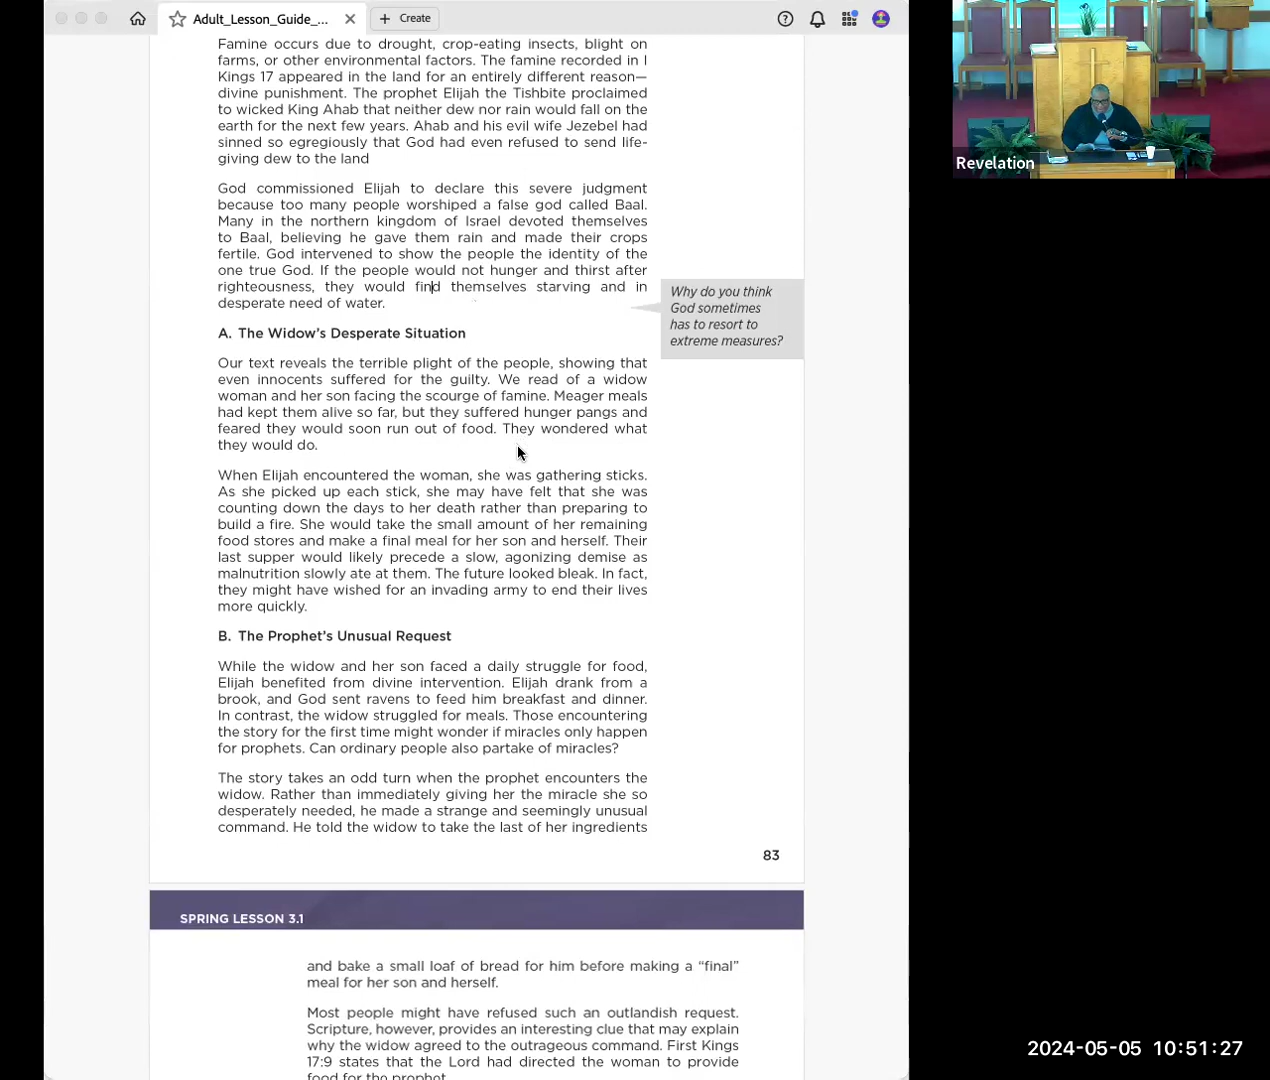 Adult_Lesson_Guide_...
Create
Famine occurs due to drought, crop-eating insects, blight on
farms, or other environmental factors. The famine recorded in I
Kings 17 appeared in the land for an entirely different reason—
divine punishment. The prophet Elijah the Tishbite proclaimed
to wicked King Ahab that neither dew nor rain would fall on the
earth for the next few years. Ahab and his evil wife Jezebel had
sinned so egregiously that God had even refused to send life-
giving dew to the land
God commissioned Elijah to declare this severe judgment
because too many people worshiped a false god called Baal.
Many in the northern kingdom of Israel devoted themselves
to Baal, believing he gave them rain and made their crops
fertile. God intervened to show the people the identity of the
one true God. If the people would not hunger and thirst after
righteousness, they would find themselves starving and in
desperate need of water.
Why do you think
God sometimes
has to resort to
extreme measures?
A. The Widow's Desperate Situation
Our text reveals the terrible plight of the people, showing that
even innocents suffered for the guilty. We read of a widow
woman and her son facing the scourge of famine. Meager meals
had kept them alive so far, but they suffered hunger pangs and
feared they would soon run out of food. They wondered what
they would do.
When Elijah encountered the woman, she was gathering sticks.
As she picked up each stick, she may have felt that she was
counting down the days to her death rather than preparing to
build a fire. She would take the small amount of her remaining
food stores and make a final meal for her son and herself. Their
last supper would likely precede a slow, agonizing demise as
malnutrition slowly ate at them. The future looked bleak. In fact,
they might have wished for an invading army to end their lives
more quickly.
B. The Prophet's Unusual Request
While the widow and her son faced a daily struggle for food,
Elijah benefited from divine intervention. Elijah drank from a
brook, and God sent ravens to feed him breakfast and dinner.
In contrast, the widow struggled for meals. Those encountering
the story for the first time might wonder if miracles only happen
for prophets. Can ordinary people also partake of miracles?
The story takes an odd turn when the prophet encounters the
widow. Rather than immediately giving her the miracle she so
desperately needed, he made a strange and seemingly unusual
command. He told the widow to take the last of her ingredients
83
SPRING LESSON 3.1
and bake a small loaf of bread for him before making a “final”
meal for her son and herself.
Most people might have refused such an outlandish request.
Scripture, however, provides an interesting clue that may explain
why the widow agreed to the outrageous command. First Kings
17:9 states that the Lord had directed the woman to provide
food for the prophet.
Revelation
2024-05-05 10:51:27